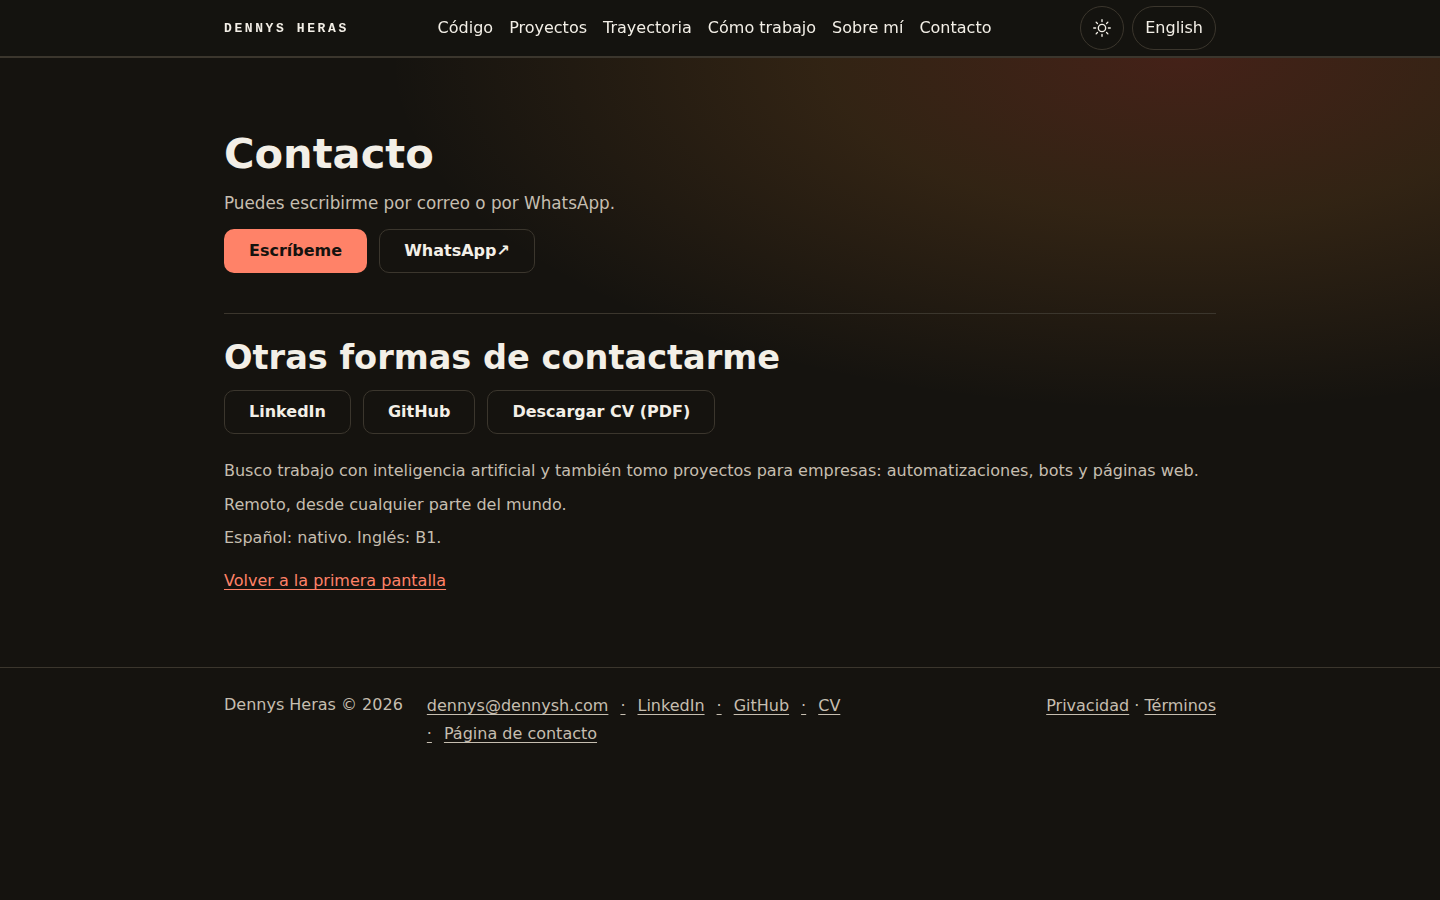 DENNYS HERAS
Código Proyectos Trayectoria Cómo trabajo Sobre mí Contacto
English
Contacto
Puedes escribirme por correo o por WhatsApp.
Escríbeme
WhatsApp↗
Otras formas de contactarme
LinkedIn
GitHub
Descargar CV (PDF)
Busco trabajo con inteligencia artificial y también tomo proyectos para empresas: automatizaciones, bots y páginas web.
Remoto, desde cualquier parte del mundo.
Español: nativo. Inglés: B1.
Volver a la primera pantalla
Dennys Heras © 2026
dennys@dennysh.com · LinkedIn · GitHub · CV
· Página de contacto
Privacidad · Términos